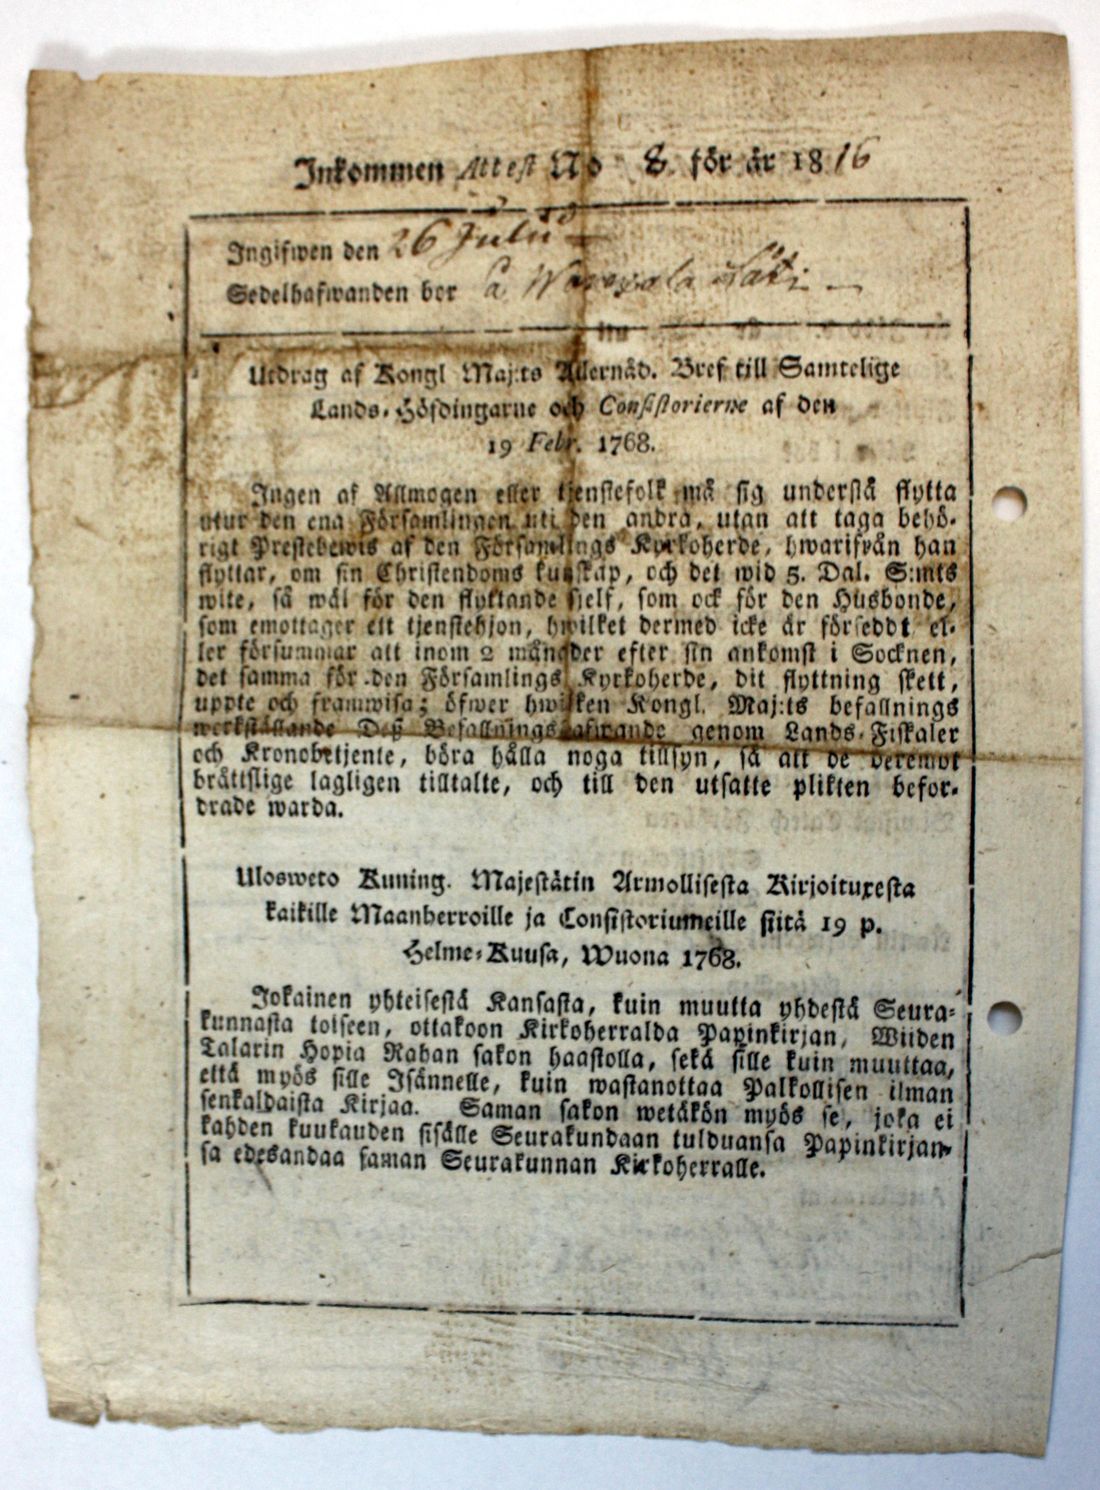 Inkommen Attest No 8. för år 1816
Ingifwen den 26 Julii
Sedelhafwanden bor å
Utdrag af Kongl Maj:ts Allernåd. Bref till Samtelige
Lands-Höfdingarne och Consistorierne af den
19 Febr. 1768.
Ingen af Allmogen eller tjenstefolk må sig understå flytta
utur den ena Församlingen uti den andra, utan att taga behö-
rigt Prestebewis af den Församlings Kyrkoherde, hwarifrån han
flyttar, om sin Christendoms kunskap, och det wid 5. Dal. S:mts
wite, så wäl för den flyttande sjelf, som ock för den Husbonde,
som emottager ett tjenstehjon, hwilket dermed icke är förseddt el-
ler försummar att inom 2 månader efter sin ankomst i Socknen,
det samma för den Församlings Kyrkoherde, dit flyttning skett,
uppte och framwisa; öfwer hwilken Kongl. Maj:ts befallnings
werkställande Deß Befallningshafwande genom Lands-Fiskaler
och Kronobetjente, böra hålla noga tillsyn, så att de deremot
bråttslige lagligen tilltalte, och till den utsatte plikten befor-
drade warda.
Ulosweto Kuning. Majestätin Armollisesta Kirjoituxesta
kaikille Maanherroille ja Consistoriumeille siitä 19 p.
Helme-Kuusa, Wuona 1768.
Jokainen yhteisestä Kansasta, kuin muutta yhdestä Seura-
kunnasta toiseen, ottakoon Kirkoherralda Papinkirjan, Wiiden
Talarin Hopia Rahan sakon haastolla, sekä sille kuin muuttaa,
että myös sille Isännelle, kuin wastanottaa Palkollisen ilman
senkaldaista Kirjaa. Saman sakon wetäkön myös se, joka ei
kahden kuukauden sisälle Seurakundaan tulduansa Papinkirjan-
sa edesandaa saman Seurakunnan Kirkoherralle.